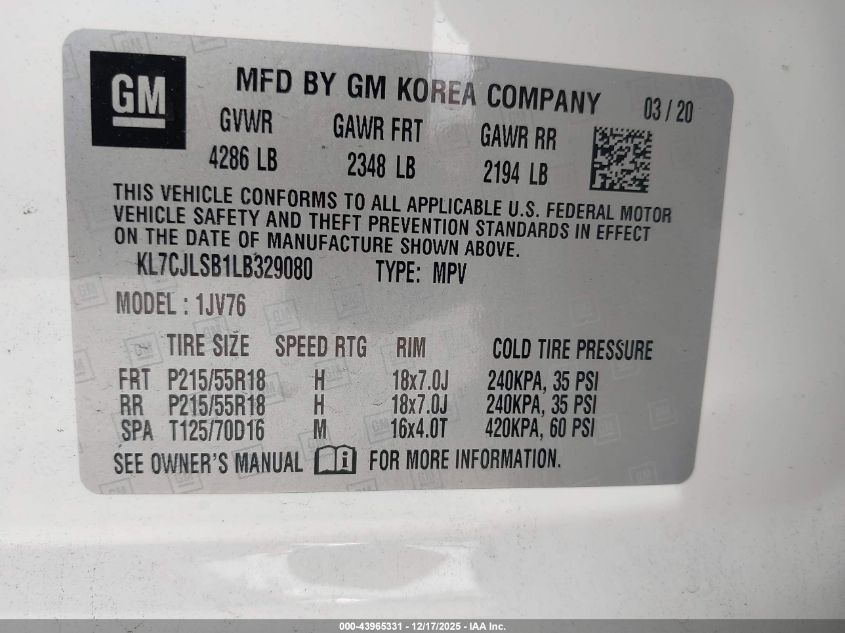 GM
MFD BY GM KOREA COMPANY 03 / 20
GVWR GAWR FRT GAWR RR
4286 LB 2348 LB 2194 LB
THIS VEHICLE CONFORMS TO ALL APPLICABLE U.S. FEDERAL MOTOR
VEHICLE SAFETY AND THEFT PREVENTION STANDARDS IN EFFECT
ON THE DATE OF MANUFACTURE SHOWN ABOVE.
KL7CJLSB1LB329080 TYPE: MPV
MODEL : 1JV76
TIRE SIZE SPEED RTG RIM COLD TIRE PRESSURE
FRT P215/55R18 H 18x7.0J 240KPA, 35 PSI
RR P215/55R18 H 18x7.0J 240KPA, 35 PSI
SPA T125/70D16 M 16x4.0T 420KPA, 60 PSI
SEE OWNER'S MANUAL i FOR MORE INFORMATION.
000-43965331 - 12/17/2025 - IAA Inc.